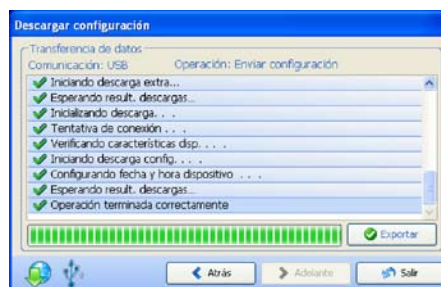 Descargar configuración
Transferencia de datos
Comunicación: USB Operación: Enviar configuración
Iniciando descarga extra...
Esperando result. descargas...
Inicializando descarga. . .
Tentativa de conexión . . .
Verificando características disp. . . .
Iniciando descarga config. . . .
Configurando fecha y hora dispositivo . . .
Esperando result. descargas...
Operación terminada correctamente
Exportar
Atrás Adelante Salir